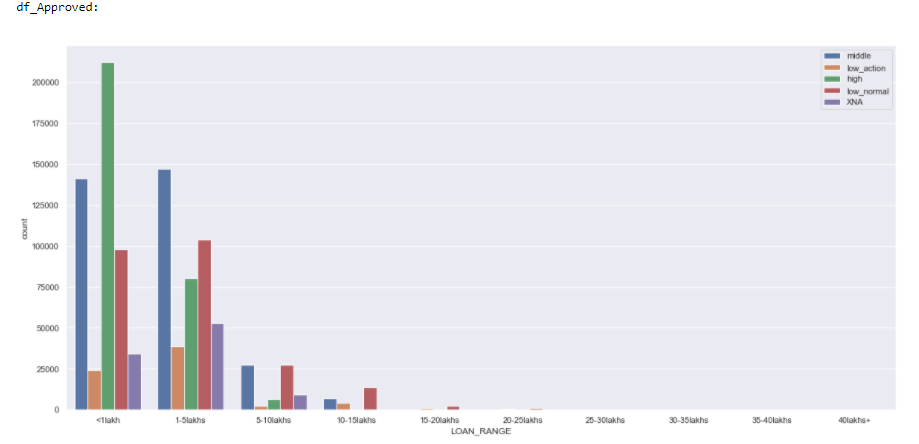 df_Approved:
middle
low_action
high
low_normal
XNA
200000
175000
150000
125000
100000
75000
50000
25000
0
count
<1lakh 1-5lakhs 5-10lakhs 10-15lakhs 15-20lakhs 20-25lakhs 25-30lakhs 30-35lakhs 35-40lakhs 40lakhs+
LOAN_RANGE